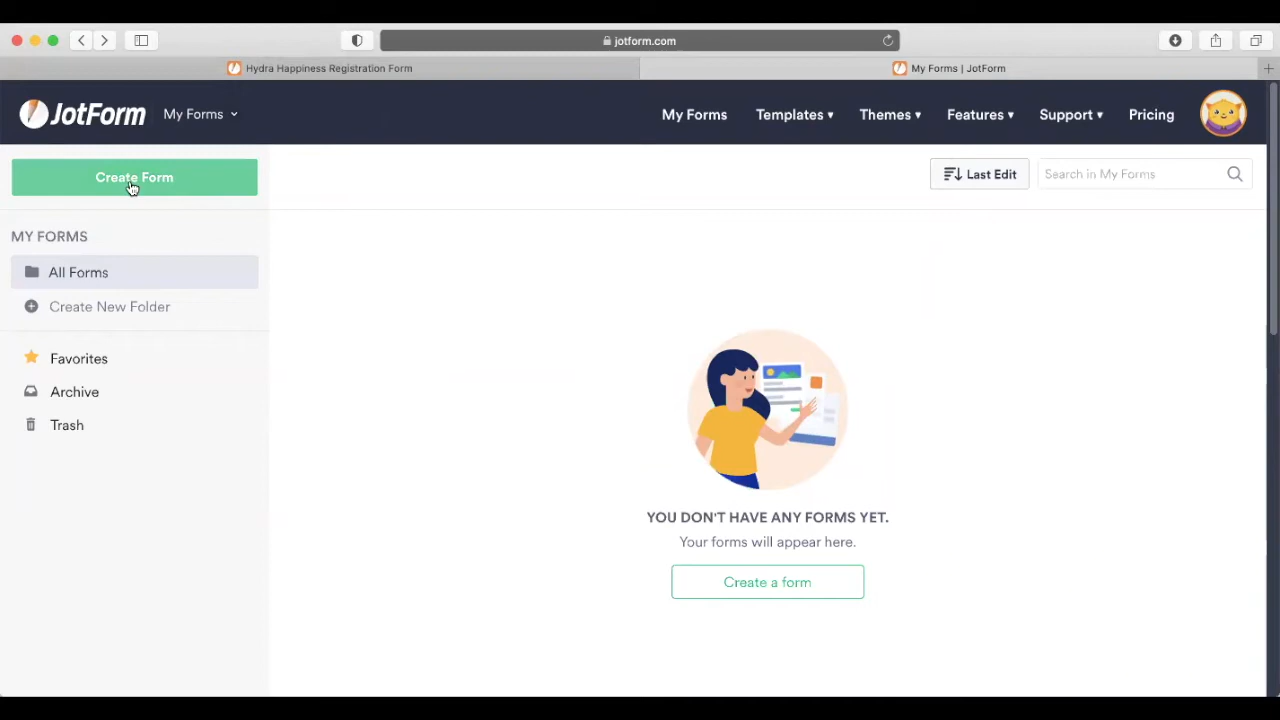 jotform.com
Hydra Happiness Registration Form
My Forms | JotForm
JotForm
My Forms
My Forms
Templates
Themes
Features
Support
Pricing
Create Form
Last Edit
Search in My Forms
MY FORMS
All Forms
Create New Folder
Favorites
Archive
Trash
YOU DON'T HAVE ANY FORMS YET.
Your forms will appear here.
Create a form